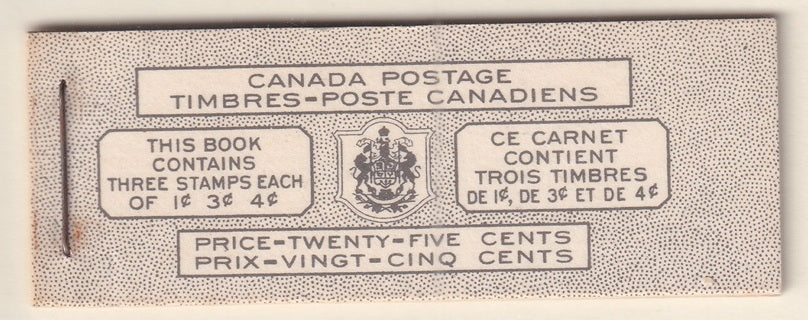 CANADA POSTAGE
TIMBRES-POSTE CANADIENS
THIS BOOK
CONTAINS
THREE STAMPS EACH
OF 1¢ 3¢ 4¢
CE CARNET
CONTIENT
TROIS TIMBRES
DE 1¢, DE 3¢ ET DE 4¢
PRICE-TWENTY-FIVE CENTS
PRIX-VINGT-CINQ CENTS